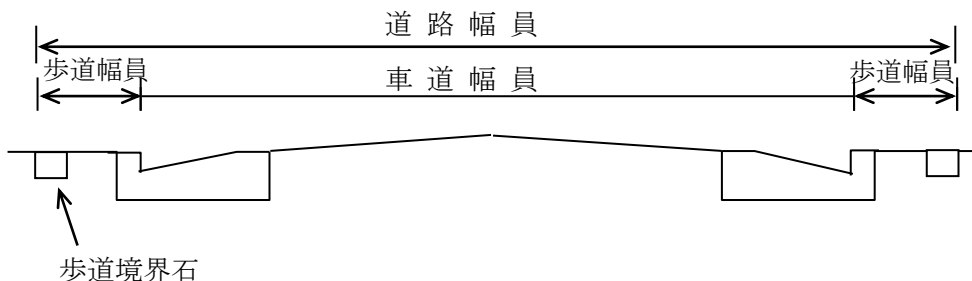 道 路 幅 員
歩道幅員
車 道 幅 員
歩道幅員
歩道境界石